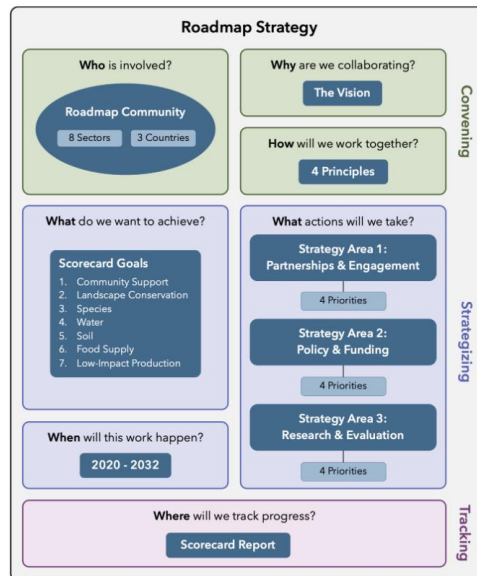 Roadmap Strategy
Who is involved?
Roadmap Community
8 Sectors
3 Countries
Why are we collaborating?
The Vision
How will we work together?
4 Principles
Convening
What do we want to achieve?
Scorecard Goals
1. Community Support
2. Landscape Conservation
3. Species
4. Water
5. Soil
6. Food Supply
7. Low-Impact Production
When will this work happen?
2020 - 2032
What actions will we take?
Strategy Area 1:
Partnerships & Engagement
4 Priorities
Strategy Area 2:
Policy & Funding
4 Priorities
Strategy Area 3:
Research & Evaluation
4 Priorities
Strategizing
Where will we track progress?
Scorecard Report
Tracking